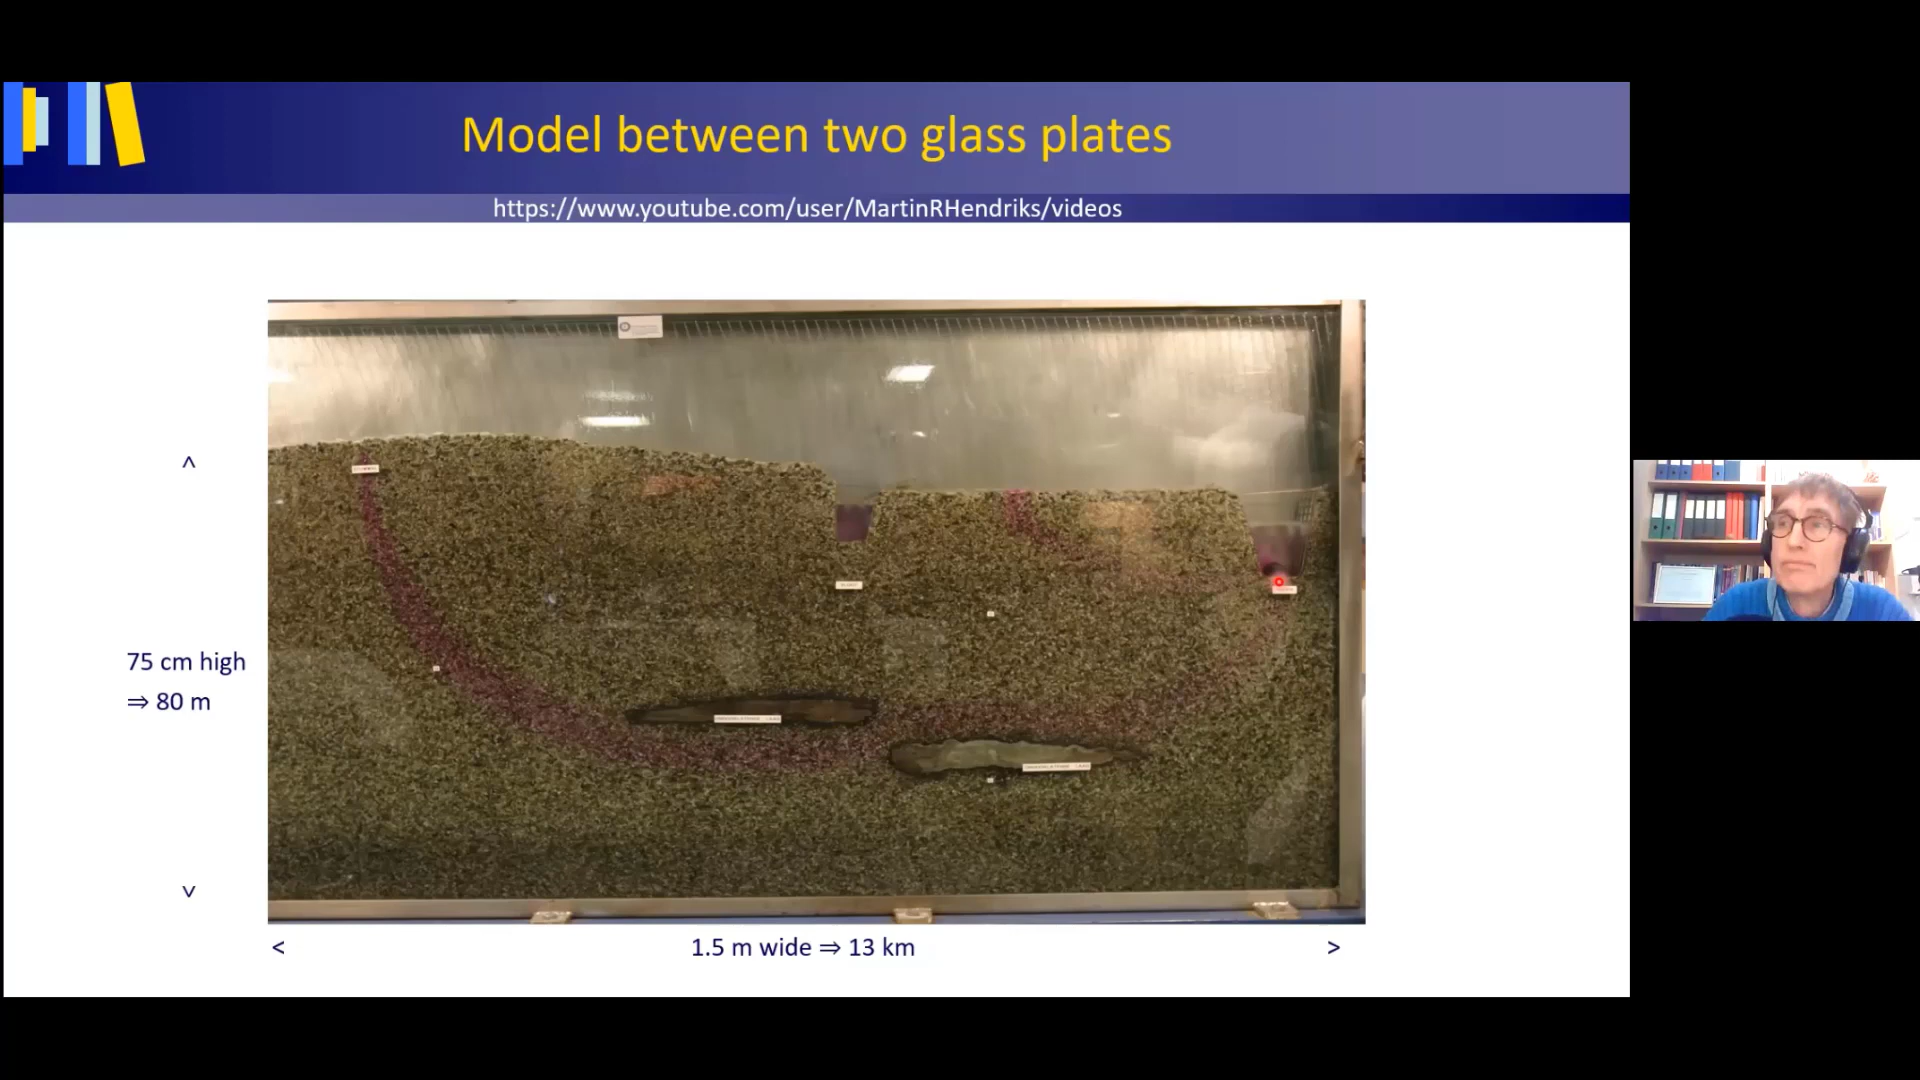 Model between two glass plates
https://www.youtube.com/user/MartinRHendriks/videos
^
75 cm high
⇒ 80 m
v
< 1.5 m wide ⇒ 13 km >